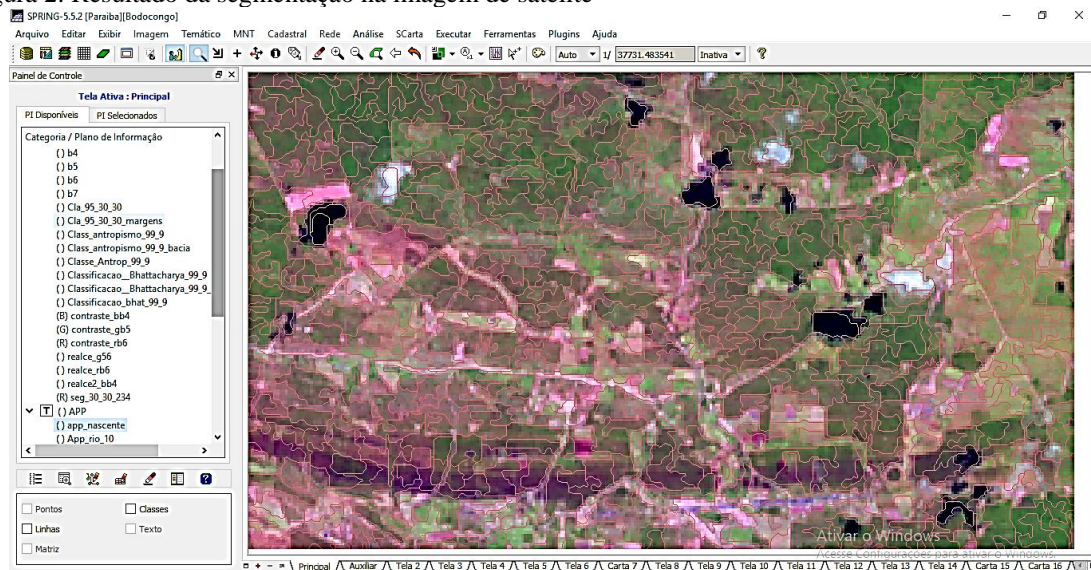 gura 2: Resultado da segmentação na imagem de satélite
SPRING-5.5.2 [Paraiba][Bodocongo]
Arquivo Editar Exibir Imagem Temático MNT Cadastral Rede Análise SCarta Executar Ferramentas Plugins Ajuda
Auto 1/ 37731.483541 Inativa
Painel de Controle
Tela Ativa : Principal
PI Disponíveis PI Selecionados
Categoria / Plano de Informação
() b4
() b5
() b6
() b7
() Cla_95_30_30
() Cla_95_30_30_margens
() Class_antropismo_99_9
() Class_antropismo_99_9_bacia
() Classe_Antrop_99_9
() Classificacao__Bhattacharya_99_9
() Classificacao__Bhattacharya_99_9_
() Classificacao_bhat_99_9
(B) contraste_bb4
(G) contraste_gb5
(R) contraste_rb6
() realce_g56
() realce_rb6
() realce2_bb4
(R) seg_30_30_234
T () APP
() app_nascente
() App_rio_10
Pontos Classes
Linhas Texto
Matriz
Ativar o Windows
Acesse Configurações para ativar o Windows.
Principal Auxiliar Tela 2 Tela 3 Tela 4 Tela 5 Tela 6 Carta 7 Tela 8 Tela 9 Tela 10 Tela 11 Tela 12 Tela 13 Tela 14 Carta 15 Carta 16